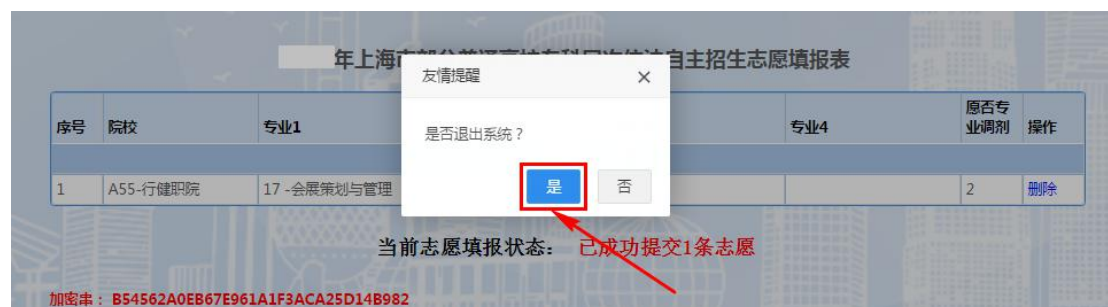 年上海市部分普通高校专科层次依法自主招生志愿填报表
友情提醒 ×
序号 院校 专业1 专业4 愿否专业调剂 操作
是否退出系统？
1 A55-行健职院 17 -会展策划与管理 2 删除
是 否
当前志愿填报状态： 已成功提交1条志愿
加密串： B54562A0EB67E961A1F3ACA25D14B982